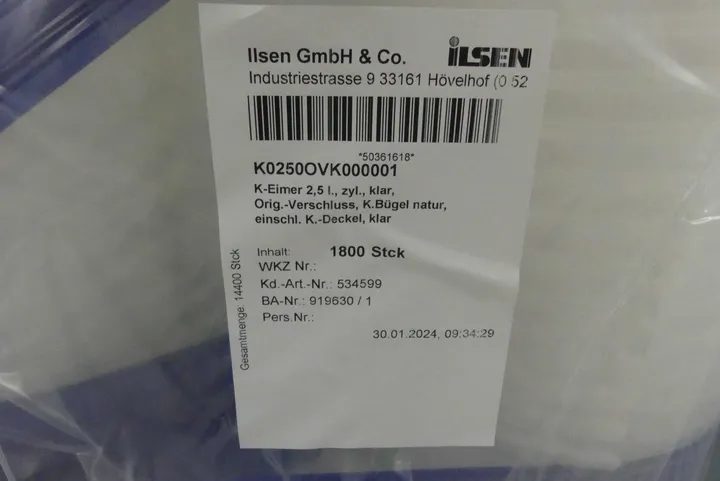 Ilsen GmbH & Co.
ILSEN
Industriestrasse 9 33161 Hövelhof (0 52
*50361618*
K0250OVK000001
K-Eimer 2,5 l., zyl., klar,
Orig.-Verschluss, K.Bügel natur,
einschl. K.-Deckel, klar
Inhalt: 1800 Stck
WKZ Nr.:
Kd.-Art.-Nr.: 534599
BA-Nr.: 919630 / 1
Pers.Nr.:
30.01.2024, 09:34:29
Gesamtmenge: 14400 Stck